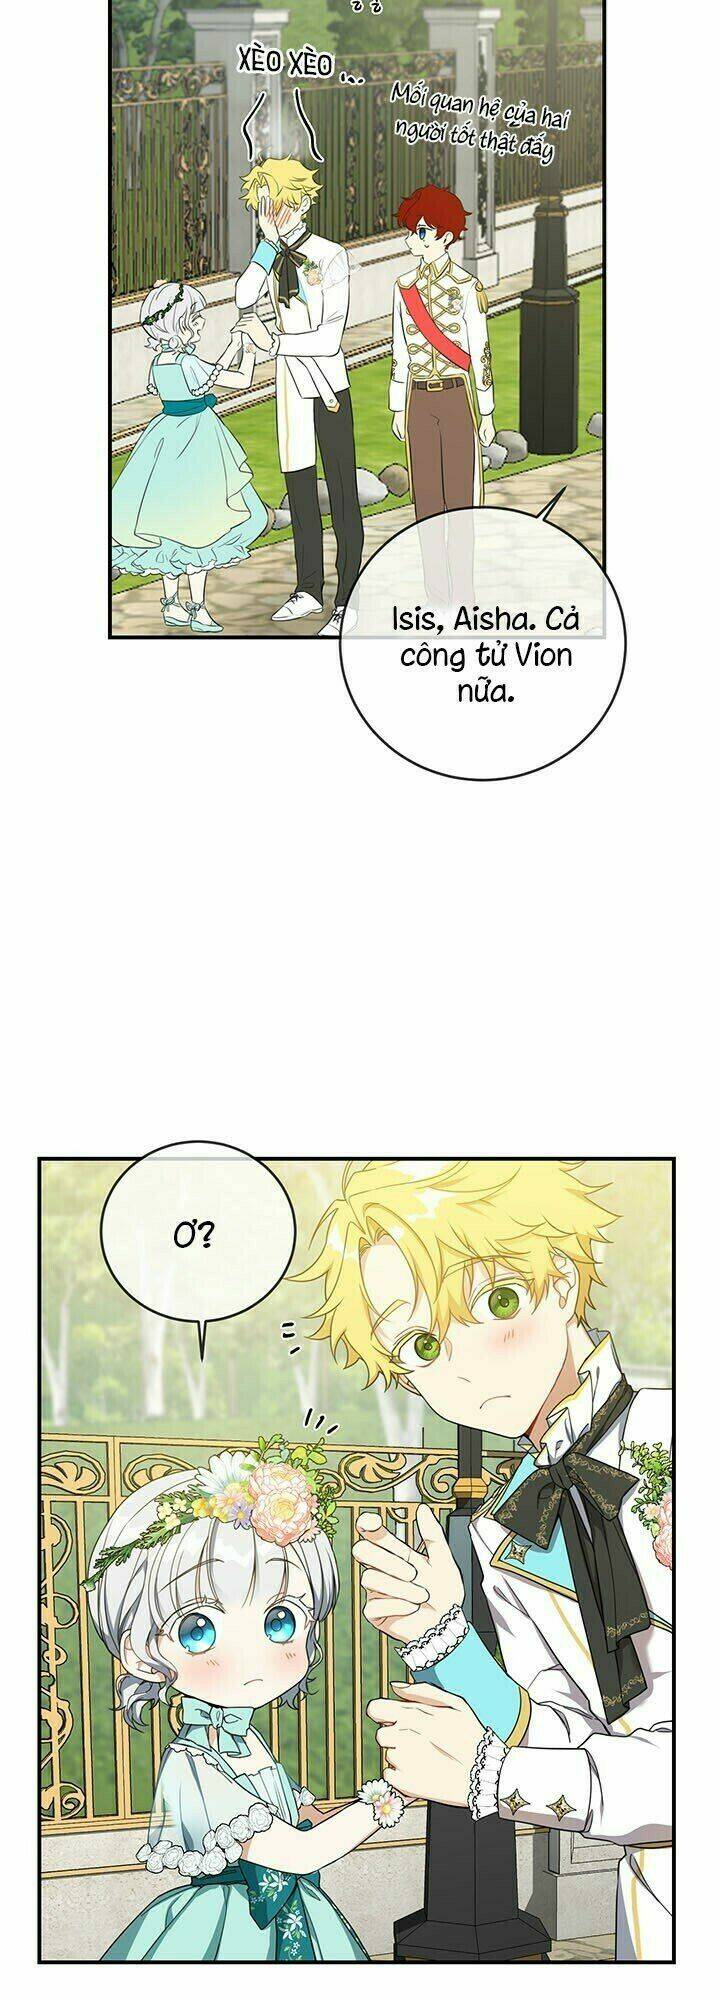 XÈO XÈO ...
Mối quan hệ của hai
người tốt thật đấy
Isis, Aisha. Cả
công tử Vion
nữa.
Ơ?